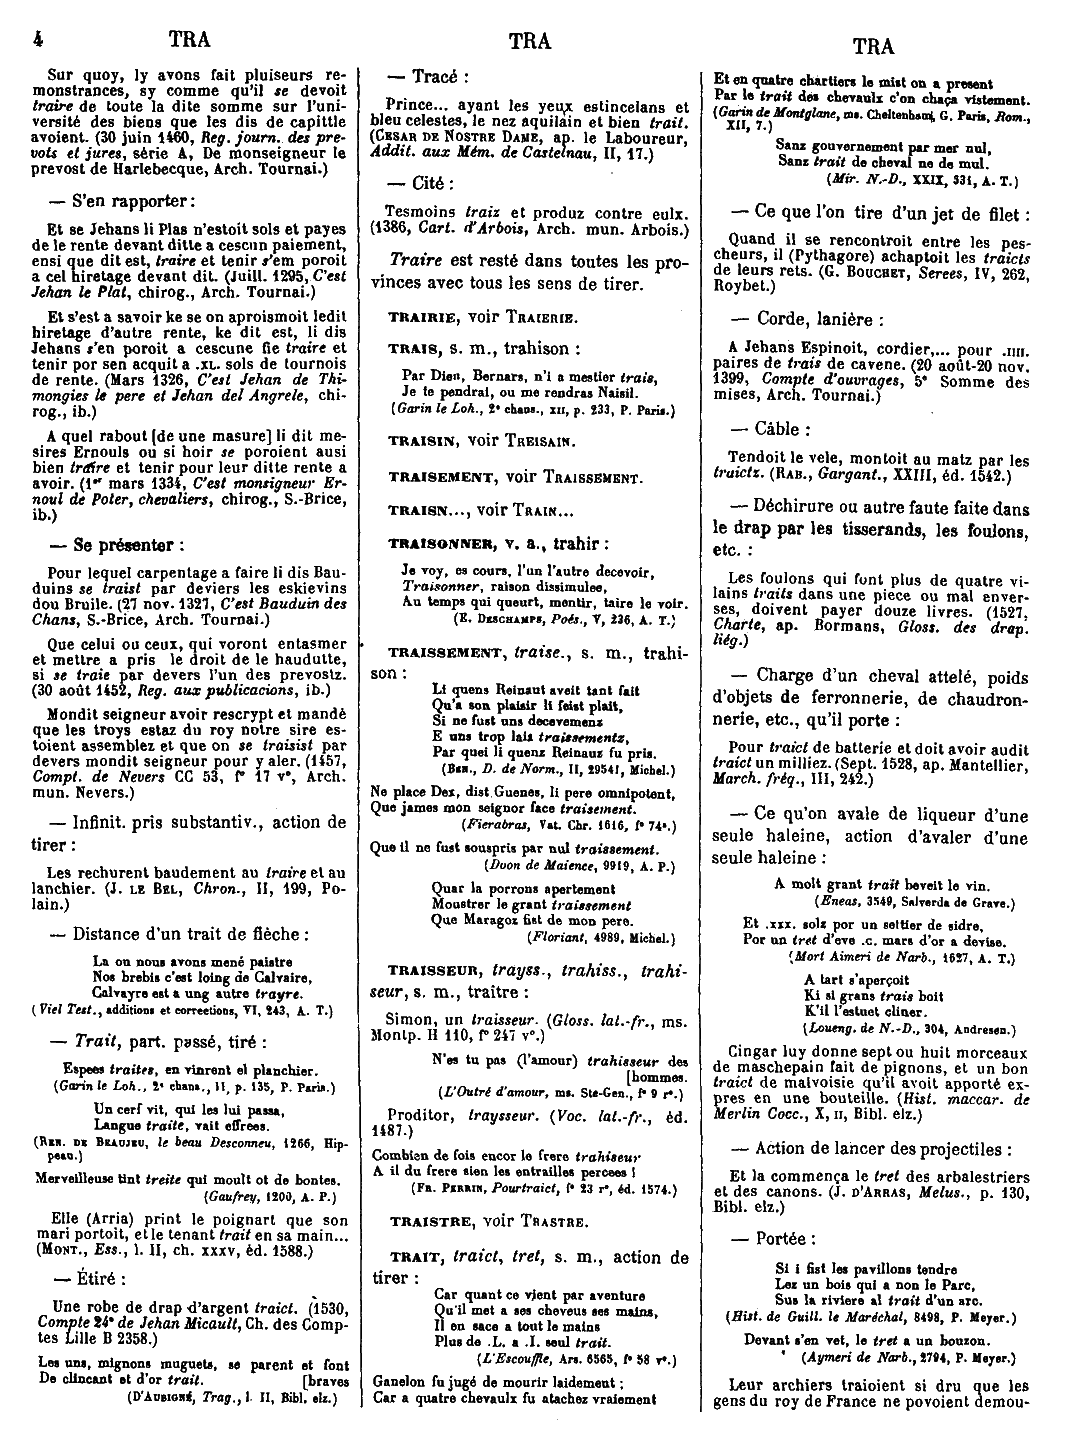 4 TRA
TRA
TRA
Sur quoy, ly avons fait pluiseurs re-
monstrances, sy comme qu'il se devoit
traire de toute la dite somme sur l'uni-
versité des biens que les dis de capittle
avoient. (30 juin 1460, Reg. journ. des pre-
vots et jures, série A, De monseigneur le
prevost de Harlebecque, Arch. Tournai.)
— S'en rapporter :
Et se Jehans li Plas n'estoit sols et payes
de le rente devant ditte a cescun paiement,
ensi que dit est, traire et tenir s'em poroit
a cel hiretage devant dit. (Juill. 1295, C'est
Jehan le Plat, chirog., Arch. Tournai.)
Et s'est a savoir ke se on aproismoit ledit
hiretage d'autre rente, ke dit est, li dis
Jehans s'en poroit a cescune fie traire et
tenir por sen acquit a .XL. sols de tournois
de rente. (Mars 1326, C'est Jehan de Thi-
mongies le pere et Jehan del Angrele, chi-
rog., ib.)
A quel rabout [de une masure] li dit me-
sires Ernouls ou si hoir se poroient ausi
bien traire et tenir pour leur ditte rente a
avoir. (1er mars 1334, C'est monsigneur Er-
noul de Poter, chevaliers, chirog., S.-Brice,
ib.)
— Se présenter :
Pour lequel carpentage a faire li dis Bau-
duins se traist par deviers les eskievins
dou Bruile. (27 nov. 1327, C'est Bauduin des
Chans, S.-Brice, Arch. Tournai.)
Que celui ou ceux, qui voront entasmer
et mettre a pris le droit de le haudutte,
si se traie par devers l'un des prevostz.
(30 août 1452, Reg. aux publicacions, ib.)
Mondit seigneur avoir rescrypt et mandé
que les troys estaz du roy notre sire es-
toient assemblez et que on se traisist par
devers mondit seigneur pour y aler. (1457,
Compt. de Nevers CC 53, f° 17 v°, Arch.
mun. Nevers.)
— Infinit. pris substantiv., action de
tirer :
Les rechurent baudement au traire et au
lanchier. (J. LE BEL, Chron., II, 199, Po-
lain.)
— Distance d'un trait de flèche :
La ou nous avons mené paistre
Nos brebis c'est loing de Calvaire,
Calvayre est a ung autre trayre.
(Viel Test., additions et corrections, VI, 243, A. T.)
— Trait, part. passé, tiré :
Espees traites, en vinrent el planchier.
(Garin le Loh., 2e chans., II, p. 135, P. Paris.)
Un cerf vit, qui les lui passa,
Langue traite, vait effrees.
(REN. DE BEAUJEU, le beau Desconneu, 1266, Hip-
peau.)
Merveilleuse tint treite qui moult ot de bontes.
(Gaufrey, 1200, A. P.)
Elle (Arria) print le poignart que son
mari portoit, et le tenant trait en sa main...
(MONT., Ess., l. II, ch. XXXV, éd. 1588.)
— Étiré :
Une robe de drap d'argent traict. (1530,
Compte 24e de Jehan Micault, Ch. des Comp-
tes Lille B 2358.)
Les uns, mignons muguets, se parent et font
De clincant et d'or trait. [braves
(D'AUBIGNÉ, Trag., l. II, Bibl. elz.)
— Tracé :
Prince... ayant les yeux estincelans et
bleu celestes, le nez aquilain et bien trait.
(CESAR DE NOSTRE DAME, ap. le Laboureur,
Addit. aux Mém. de Castelnau, II, 17.)
— Cité :
Tesmoins traiz et produz contre eulx.
(1386, Cart. d'Arbois, Arch. mun. Arbois.)
Traire est resté dans toutes les pro-
vinces avec tous les sens de tirer.
TRAIRIE, voir TRAIERIE.
TRAIS, s. m., trahison :
Par Dieu, Bernars, n'i a mestier trais,
Je te pendrai, ou me rendras Naisil.
(Garin le Loh., 2e chans., XII, p. 233, P. Paris.)
TRAISIN, voir TREISAIN.
TRAISEMENT, voir TRAISSEMENT.
TRAISN..., voir TRAIN...
TRAISONNER, v. a., trahir :
Je voy, es cours, l'un l'autre decevoir,
Traisonner, raison dissimulee,
Au temps qui queurt, mentir, taire le voir.
(E. DESCHAMPS, Poés., V, 236, A. T.)
TRAISSEMENT, traise., s. m., trahi-
son :
Li quens Reinaut aveit tant fait
Qu'a son plaisir li feist plait,
Si ne fust uns decevemenz
E uns trop lais traissementz,
Par quei li quenz Reinauz fu pris.
(BEN., D. de Norm., II, 29541, Michel.)
Ne place Dex, dist Guenes, li pere omnipotent,
Que james mon seignor face traisement.
(Fierabras, Vat. Chr. 1616, f° 74a.)
Que il ne fust souspris par nul traissement.
(Doon de Maience, 9919, A. P.)
Quar la porrons apertement
Moustrer le grant traissement
Que Maragoz fist de mon pere.
(Floriant, 4989, Michel.)
TRAISSEUR, trayss., trahiss., trahi-
seur, s. m., traître :
Simon, un traisseur. (Gloss. lat.-fr., ms.
Montp. H 110, f° 247 v°.)
N'es tu pas (l'amour) trahisseur des
[hommes.
(L'Outré d'amour, ms. Ste-Gen., f° 9 r°.)
Proditor, traysseur. (Voc. lat.-fr., éd.
1487.)
Combien de fois encor le frere trahiseur
A il du frere sien les entrailles percees !
(FR. PERRIN, Pourtraict, f° 23 r°, éd. 1574.)
TRAISTRE, voir TRASTRE.
TRAIT, traict, tret, s. m., action de
tirer :
Car quant ce vient par aventure
Qu'il met a ses cheveus ses mains,
Il en sace a tout le mains
Plus de .L. a .I. seul trait.
(L'Escouffle, Ars. 6565, f° 58 r°.)
Ganelon fu jugé de mourir laidement ;
Car a quatre chevaulx fu atachez vraiement
Et en quatre chartiers le mist on a present
Par le trait des chevaulx c'on chaça vistement.
(Garin de Montglane, ms. Cheltenham, G. Paris, Rom.,
XII, 7.)
Sanz gouvernement par mer nul,
Sanz trait de cheval ne de mul.
(Mir. N.-D., XXIX, 531, A. T.)
— Ce que l'on tire d'un jet de filet :
Quand il se rencontroit entre les pes-
cheurs, il (Pythagore) achaptoit les traicts
de leurs rets. (G. BOUCHET, Serees, IV, 262,
Roybet.)
— Corde, lanière :
A Jehans Espinoit, cordier,... pour .IIII.
paires de trais de cavene. (20 août-20 nov.
1399, Compte d'ouvrages, 5e Somme des
mises, Arch. Tournai.)
— Câble :
Tendoit le vele, montoit au matz par les
traictz. (RAB., Gargant., XXIII, éd. 1542.)
— Déchirure ou autre faute faite dans
le drap par les tisserands, les foulons,
etc. :
Les foulons qui font plus de quatre vi-
lains traits dans une piece ou mal enver-
ses, doivent payer douze livres. (1527,
Charte, ap. Bormans, Gloss. des drap.
liég.)
— Charge d'un cheval attelé, poids
d'objets de ferronnerie, de chaudron-
nerie, etc., qu'il porte :
Pour traict de batterie et doit avoir audit
traict un milliez. (Sept. 1528, ap. Mantellier,
March. fréq., III, 242.)
— Ce qu'on avale de liqueur d'une
seule haleine, action d'avaler d'une
seule haleine :
A molt grant trait beveit le vin.
(Eneas, 3549, Salverda de Grave.)
Et .XXX. solz por un seltier de sidre,
Por un tret d'eve .C. mars d'or a devise.
(Mort Aimeri de Narb., 1627, A. T.)
A tart s'aperçoit
Ki si grans trais boit
K'il l'estuet cliner.
(Loueng. de N.-D., 304, Andresen.)
Cingar luy donne sept ou huit morceaux
de maschepain fait de pignons, et un bon
traict de malvoisie qu'il avoit apporté ex-
pres en une bouteille. (Hist. maccar. de
Merlin Cocc., X, II, Bibl. elz.)
— Action de lancer des projectiles :
Et la commença le tret des arbalestriers
et des canons. (J. D'ARRAS, Melus., p. 130,
Bibl. elz.)
— Portée :
Si i fist les pavillons tendre
Lez un bois qui a non le Parc,
Sus la riviere al trait d'un arc.
(Hist. de Guill. le Maréchal, 8498, P. Meyer.)
Devant s'en vet, le tret a un bouzon.
(Aymeri de Narb., 2794, P. Meyer.)
Leur archiers traioient si dru que les
gens du roy de France ne povoient demou-